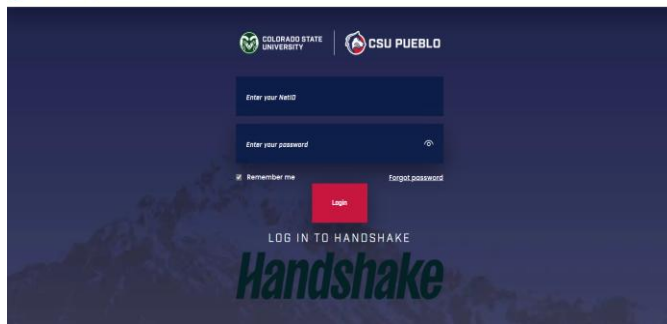 COLORADO STATE
UNIVERSITY
CSU PUEBLO
Enter your NetID
Enter your password
Remember me
Forgot password
Login
LOG IN TO HANDSHAKE
Handshake